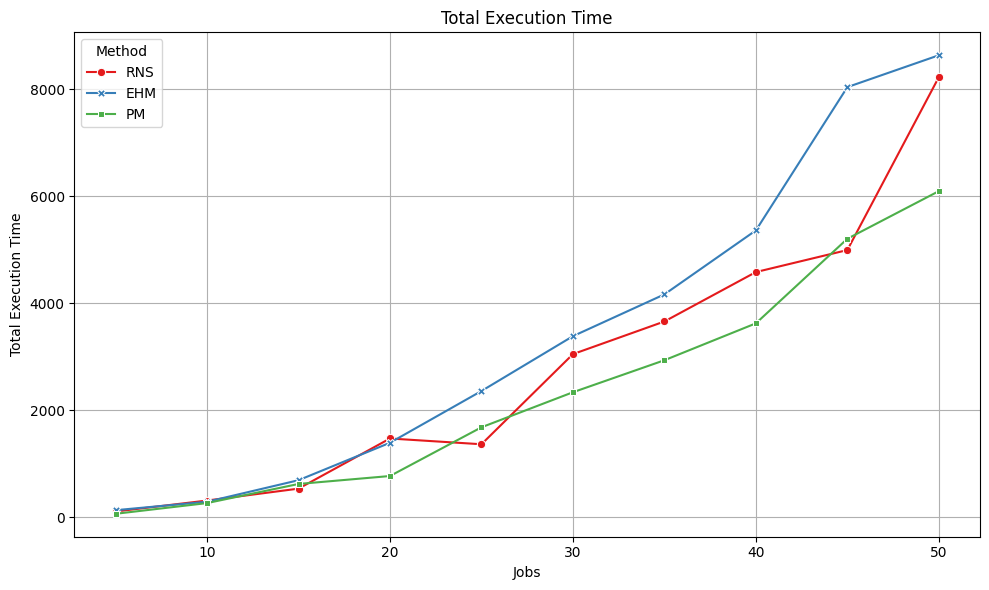 Total Execution Time
Method
RNS
EHM
PM
Total Execution Time
8000
6000
4000
2000
0
10
20
30
40
50
Jobs